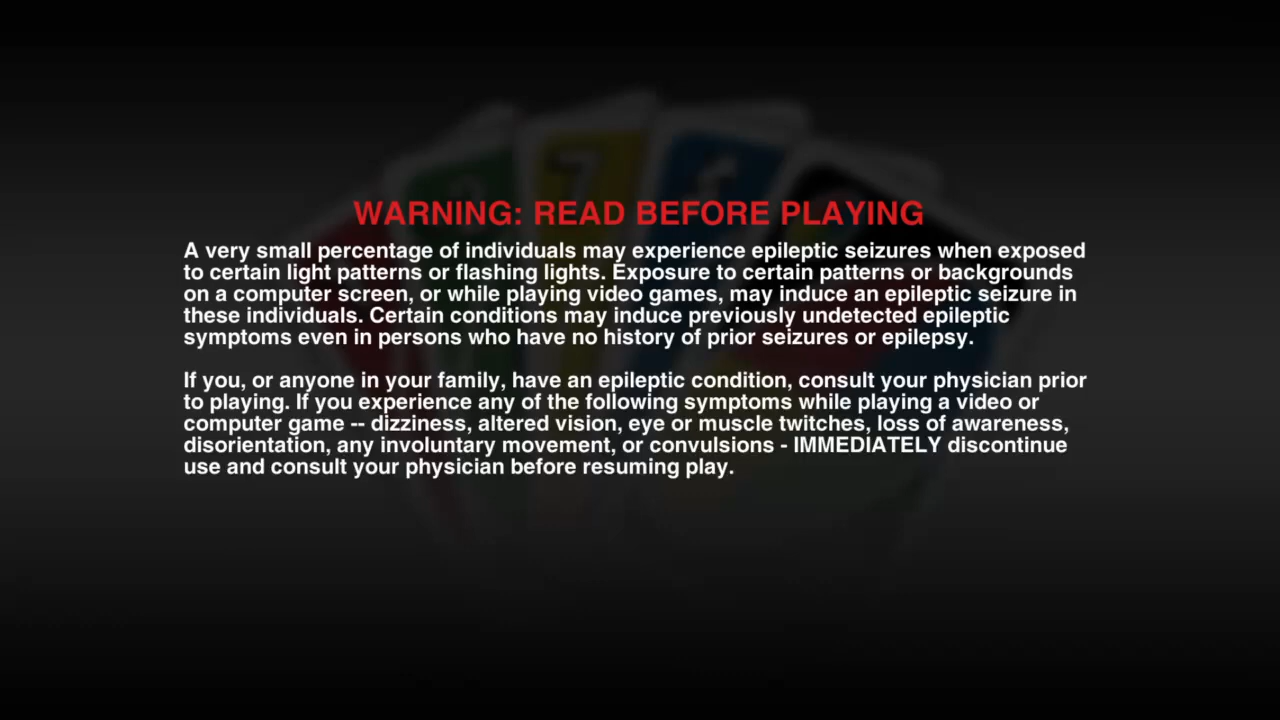 WARNING: READ BEFORE PLAYING
A very small percentage of individuals may experience epileptic seizures when exposed
to certain light patterns or flashing lights. Exposure to certain patterns or backgrounds
on a computer screen, or while playing video games, may induce an epileptic seizure in
these individuals. Certain conditions may induce previously undetected epileptic
symptoms even in persons who have no history of prior seizures or epilepsy.
If you, or anyone in your family, have an epileptic condition, consult your physician prior
to playing. If you experience any of the following symptoms while playing a video or
computer game -- dizziness, altered vision, eye or muscle twitches, loss of awareness,
disorientation, any involuntary movement, or convulsions - IMMEDIATELY discontinue
use and consult your physician before resuming play.